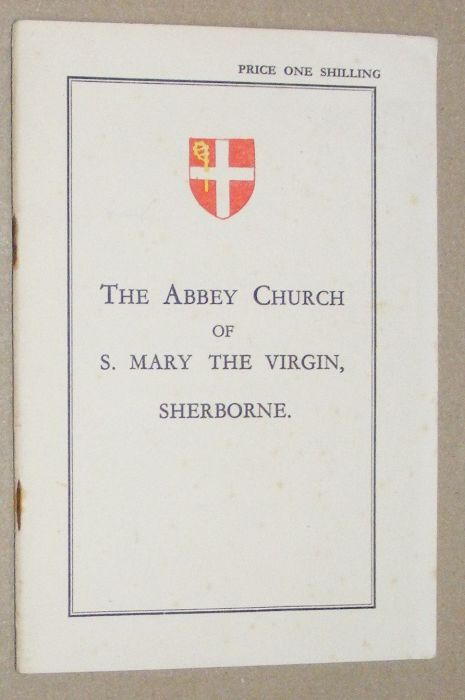 PRICE ONE SHILLING
THE ABBEY CHURCH
OF
S. MARY THE VIRGIN,
SHERBORNE.